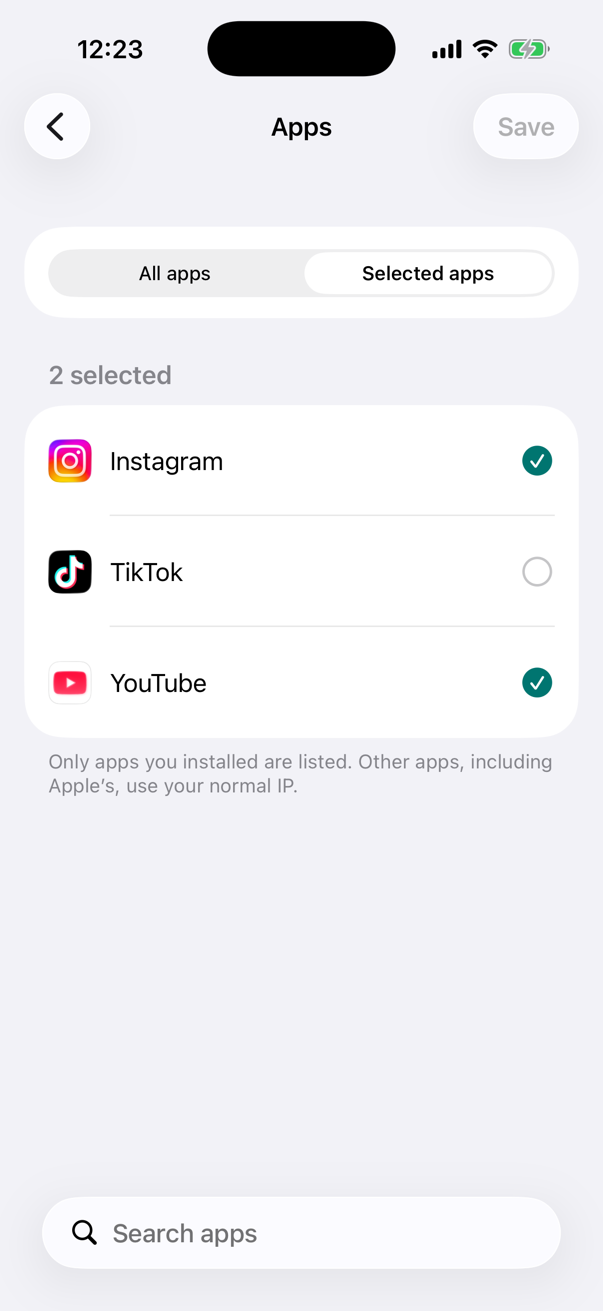 12:23
Apps
Save
All apps
Selected apps
2 selected
Instagram
TikTok
YouTube
Only apps you installed are listed. Other apps, including
Apple’s, use your normal IP.
Search apps